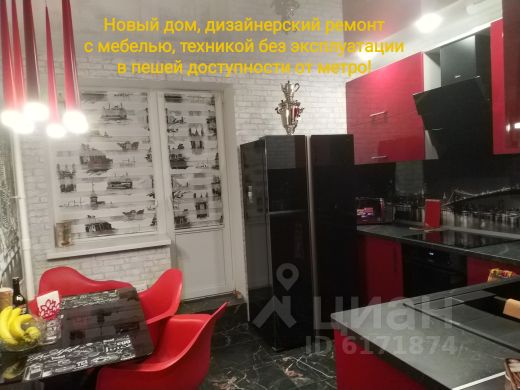 Новый дом, дизайнерский ремонт
с мебелью, техникой без эксплуатации
в пешей доступности от метро!
ЦИАН
ID 6171874